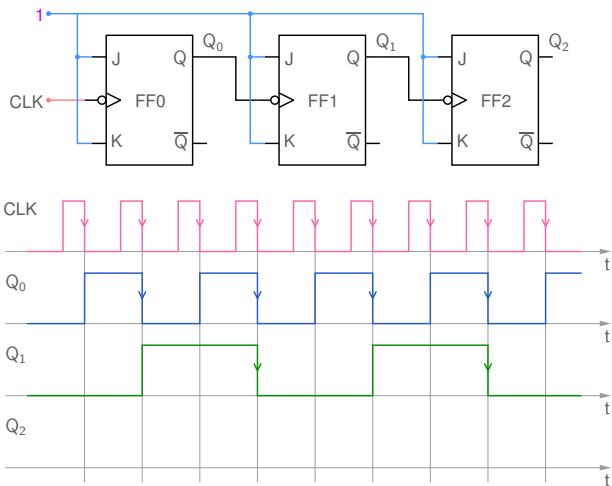 1
Q₀ Q₁ Q₂
J Q J Q J Q
CLK FF0 FF1 FF2
K Q̅ K Q̅ K Q̅
CLK
t
Q₀
t
Q₁
t
Q₂
t